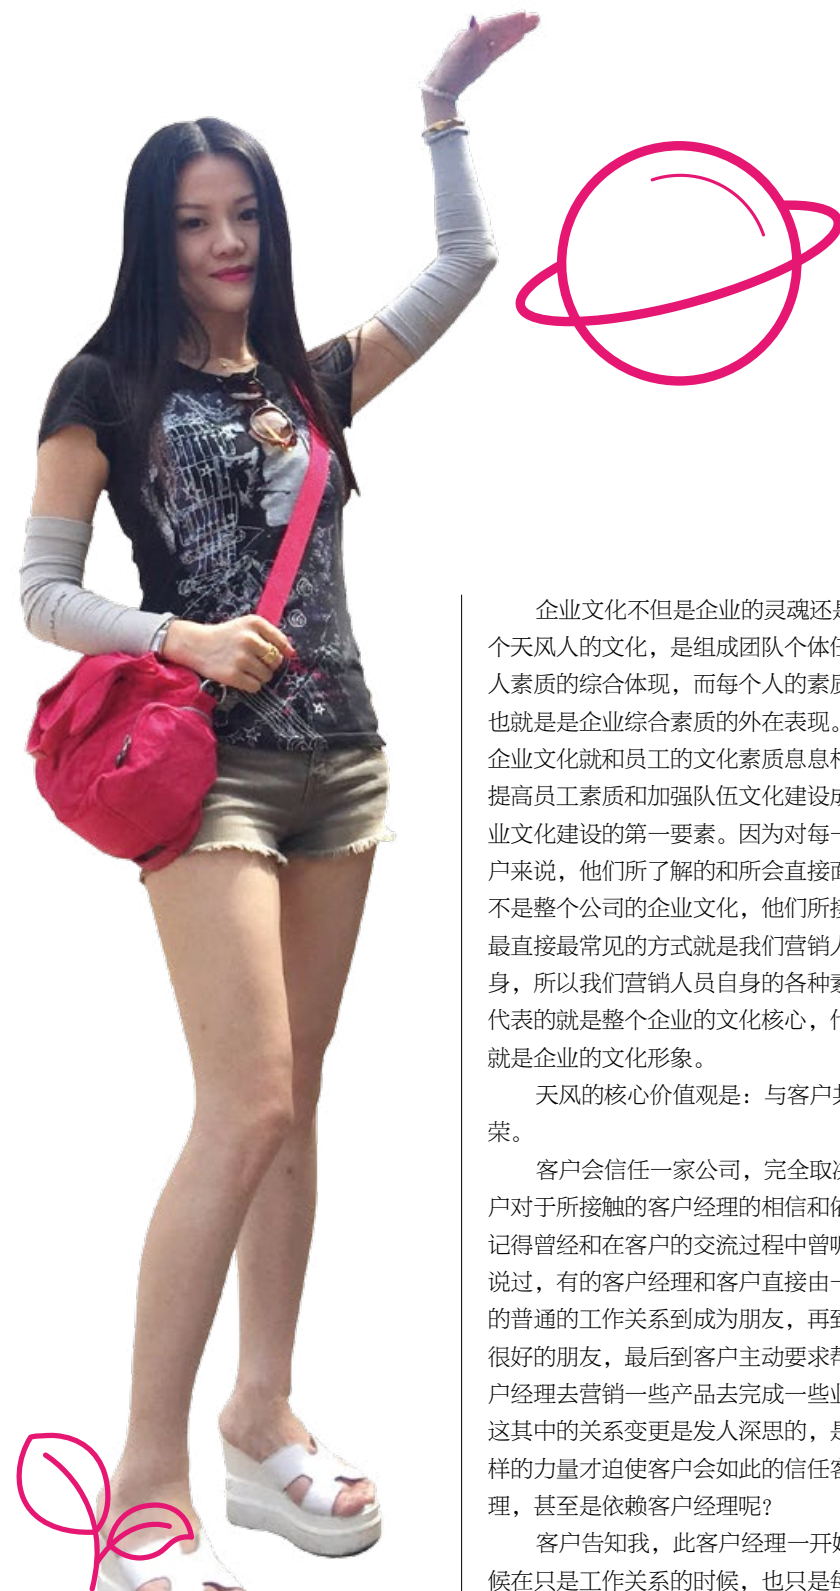 企业文化不但是企业的灵魂还是
个天风人的文化，是组成团队个体
人素质的综合体现，而每个人的素质
也就是是企业综合素质的外在表现。
企业文化就和员工的文化素质息息
提高员工素质和加强队伍文化建设
业文化建设的第一要素。因为对每一
户来说，他们所了解的和所会直接
不是整个公司的企业文化，他们所
最直接最常见的方式就是我们营销人
身，所以我们营销人员自身的各种
代表的就是整个企业的文化核心，
就是企业的文化形象。
天风的核心价值观是：与客户
荣。
客户会信任一家公司，完全取
户对于所接触的客户经理的相信和
记得曾经和在客户的交流过程中曾
说过，有的客户经理和客户直接由一
的普通的工作关系到成为朋友，再到
很好的朋友，最后到客户主动要求
户经理去营销一些产品去完成一些业
这其中的关系变更是发人深思的，是
样的力量才迫使客户会如此的信任客
理，甚至是依赖客户经理呢？
客户告知我，此客户经理一开
候在只是工作关系的时候，也只是